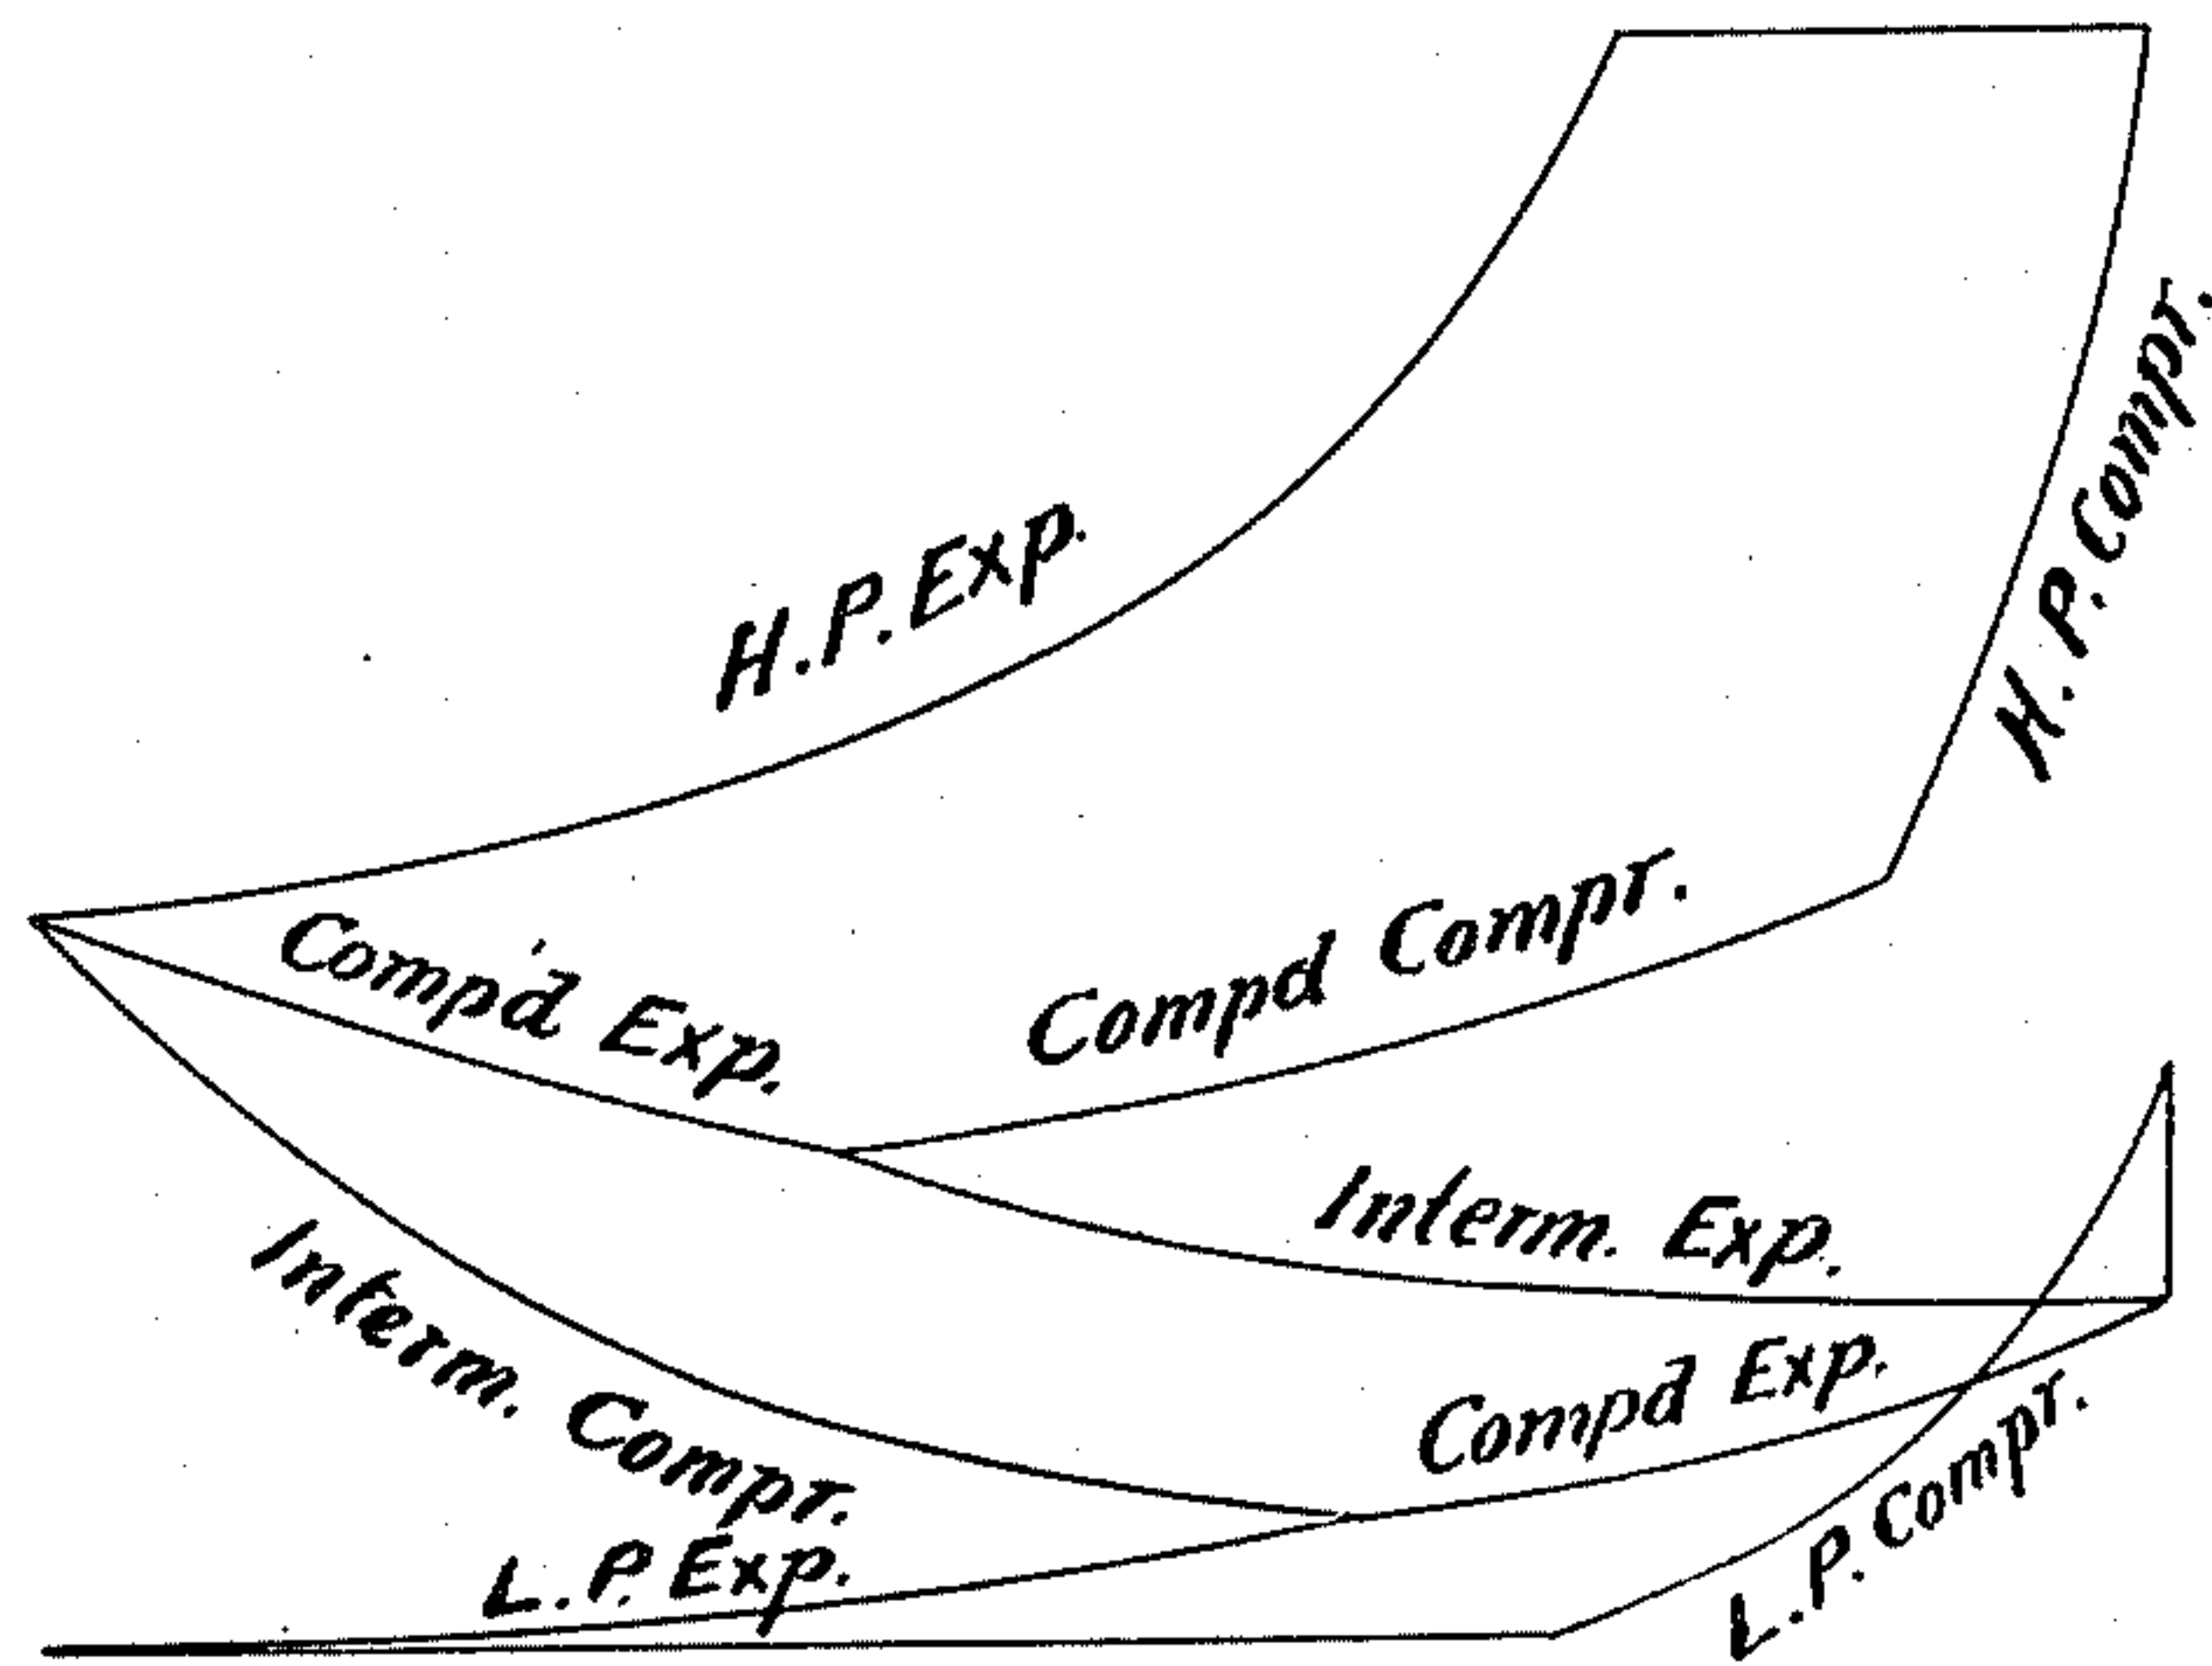 H.P. Exp.
H.P. Compr.
Comp'd Exp.
Compd Compr.
Interm. Exp.
Interm. Compr.
Compd Exp.
L.P. Exp.
L.P. Compr.